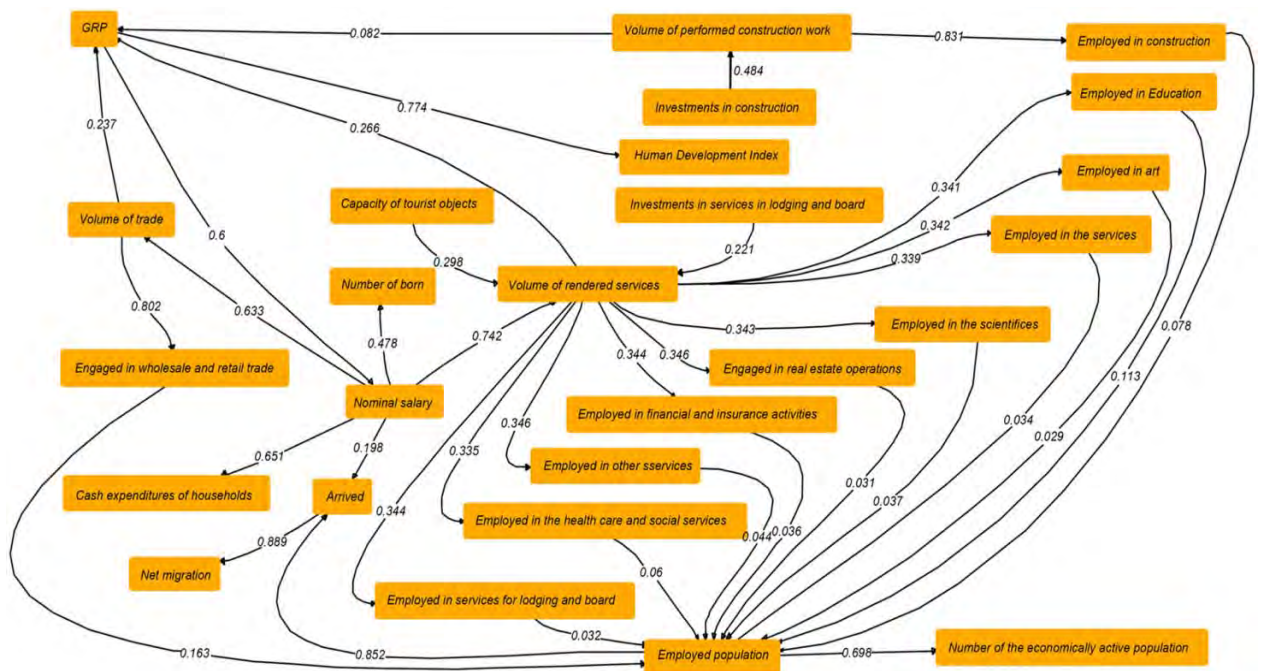 GRP
Volume of performed construction work
Employed in construction
0.082
0.831
0.484
Employed in Education
Investments in construction
0.774
0.237
0.266
Human Development Index
Employed in art
0.341
Capacity of tourist objects
Investments in services in lodging and board
Volume of trade
0.342
0.6
Employed in the services
0.221
0.339
0.298
Number of born
Volume of rendered services
0.802
0.633
0.742
0.343
Employed in the scientifices
0.078
0.478
0.344
0.346
Engaged in wholesale and retail trade
Engaged in real estate operations
0.113
Nominal salary
Employed in financial and insurance activities
0.346
0.034
0.029
0.198
0.335
0.651
Employed in other sservices
Cash expenditures of households
Arrived
0.031
0.037
0.344
Employed in the health care and social services
0.036
0.044
0.889
Net migration
0.06
Employed in services for lodging and board
0.032
Number of the economically active population
0.163
0.852
Employed population
0.698